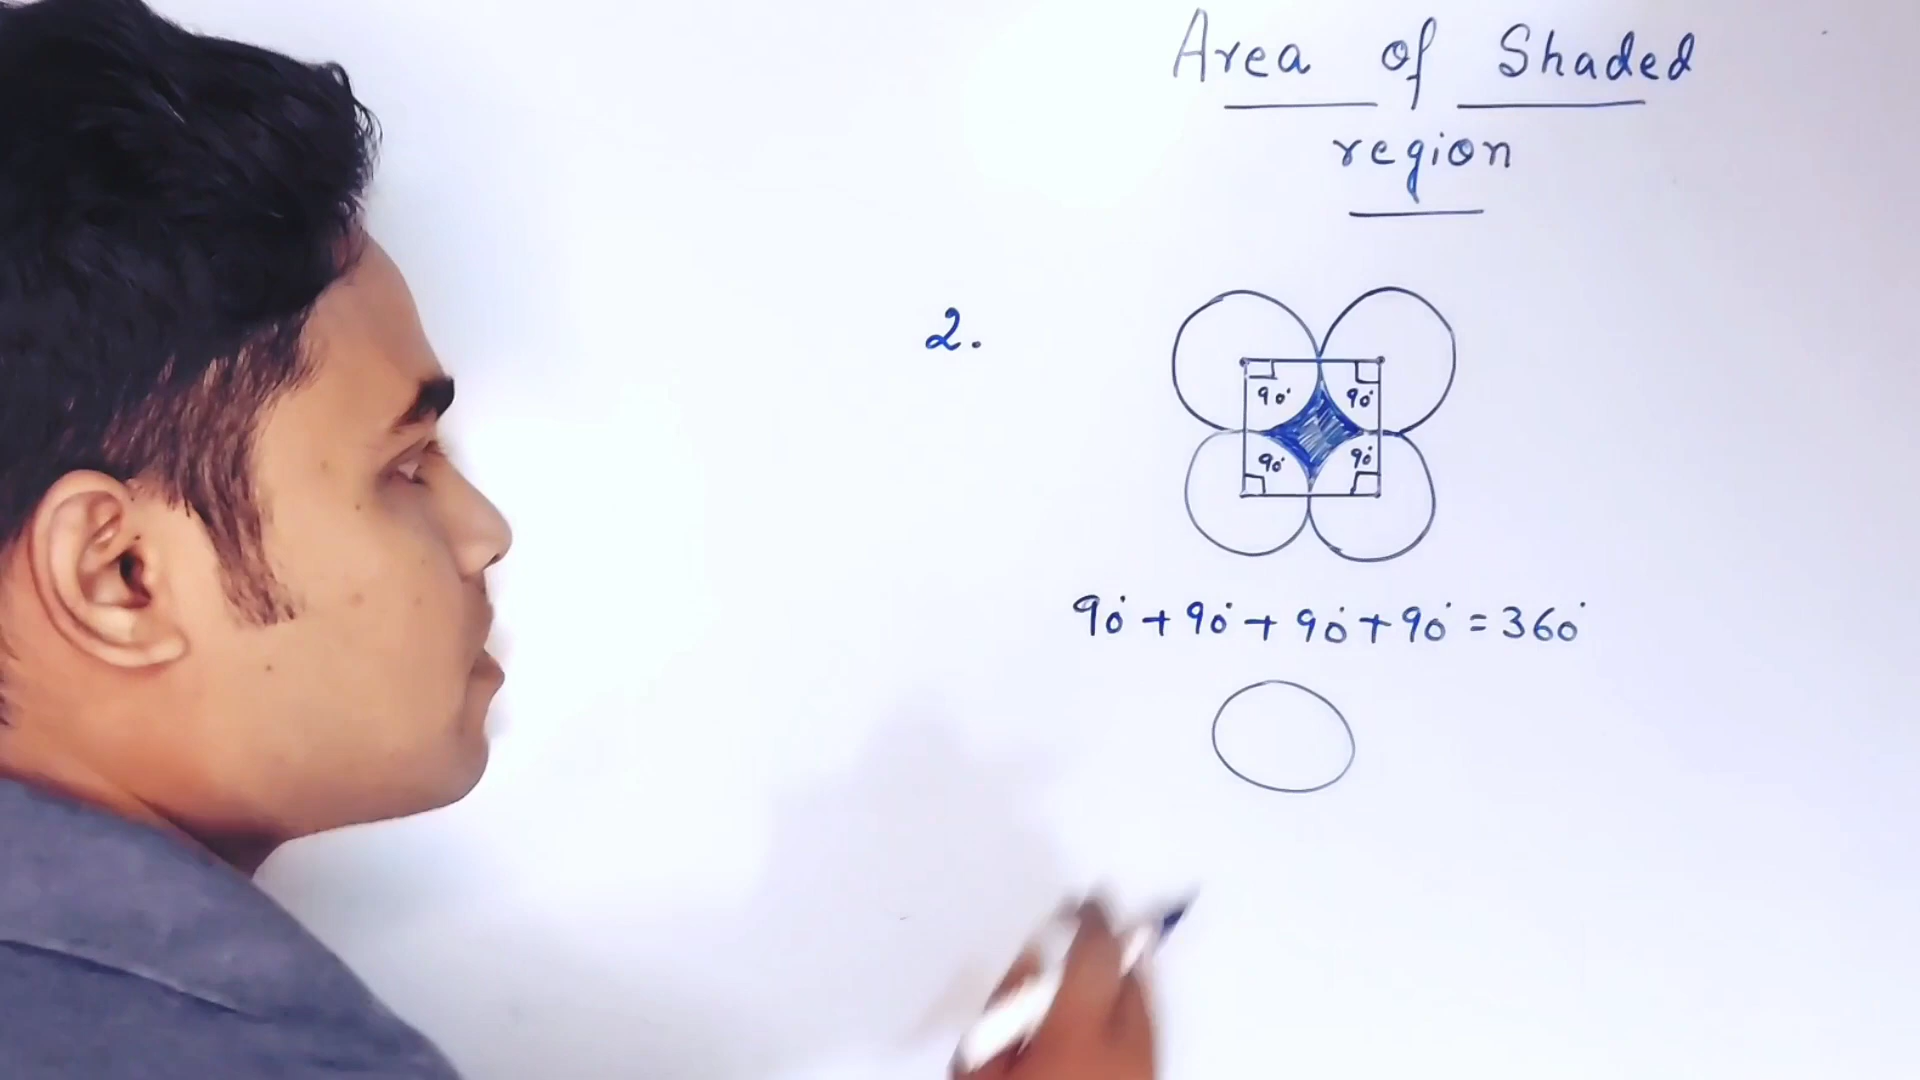 Area of Shaded
region
2.
90° 90°
90° 90°
90° + 90° + 90° + 90° = 360°